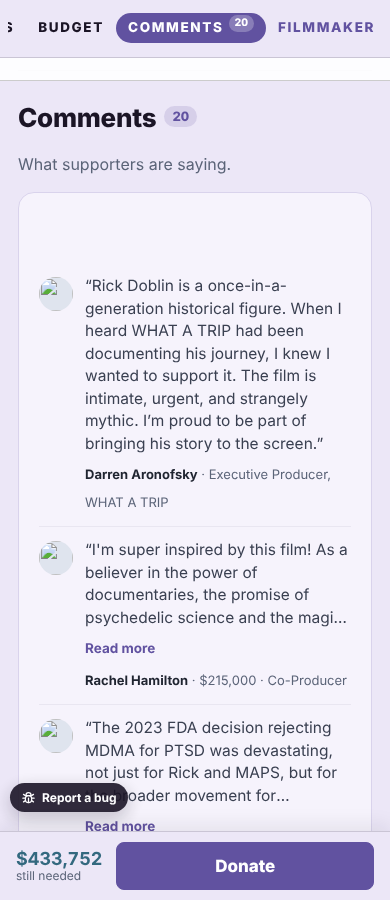 S BUDGET COMMENTS 20 FILMMAKER
Comments 20
What supporters are saying.
“Rick Doblin is a once-in-a-
generation historical figure. When I
heard WHAT A TRIP had been
documenting his journey, I knew I
wanted to support it. The film is
intimate, urgent, and strangely
mythic. I’m proud to be part of
bringing his story to the screen.”
Darren Aronofsky · Executive Producer,
WHAT A TRIP
“I'm super inspired by this film! As a
believer in the power of
documentaries, the promise of
psychedelic science and the magi...
Read more
Rachel Hamilton · $215,000 · Co-Producer
“The 2023 FDA decision rejecting
MDMA for PTSD was devastating,
not just for Rick and MAPS, but for
broader movement for...
Report a bug
Read more
$433,752
still needed
Donate